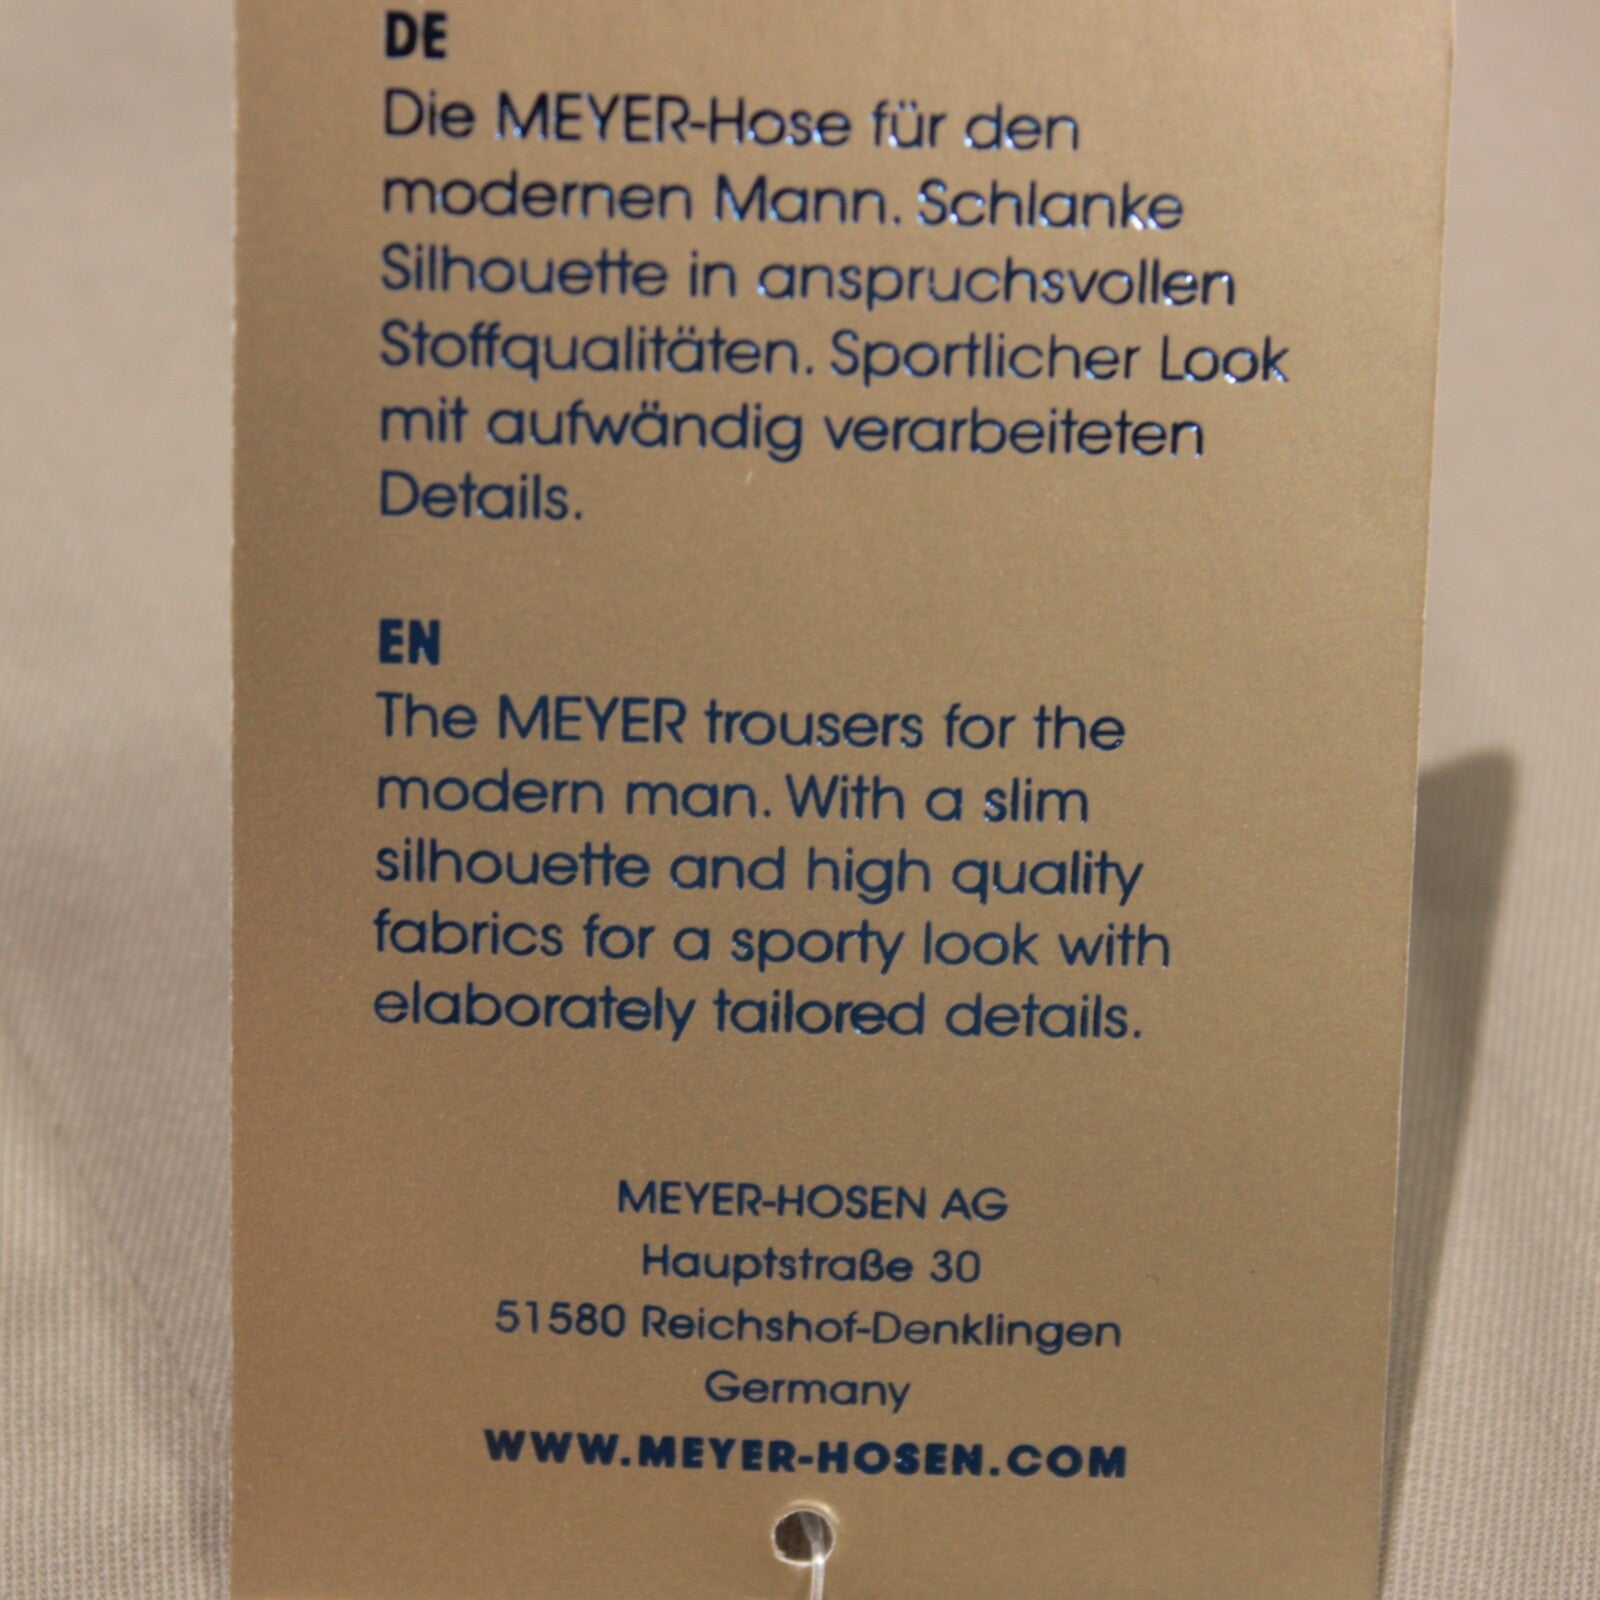 DE
Die MEYER-Hose für den
modernen Mann. Schlanke
Silhouette in anspruchsvollen
Stoffqualitäten. Sportlicher Look
mit aufwändig verarbeiteten
Details.
EN
The MEYER trousers for the
modern man. With a slim
silhouette and high quality
fabrics for a sporty look with
elaborately tailored details.
MEYER-HOSEN AG
Hauptstraße 30
51580 Reichshof-Denklingen
Germany
WWW.MEYER-HOSEN.COM